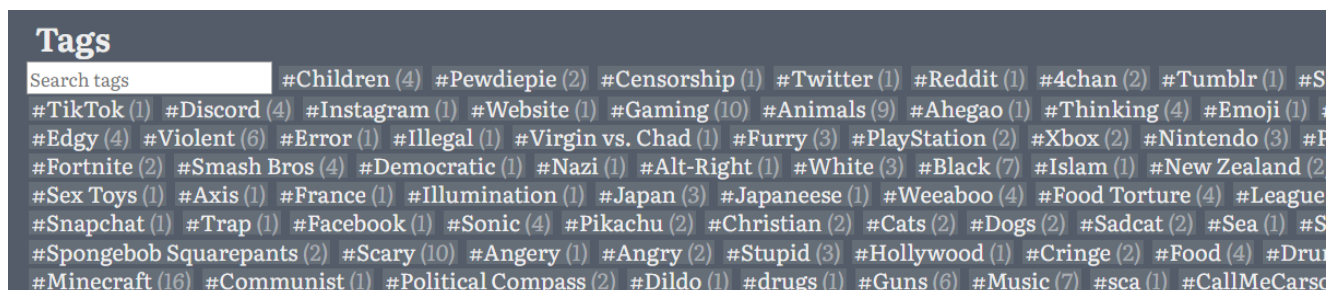 Tags
Search tags #Children (4) #Pewdiepie (2) #Censorship (1) #Twitter (1) #Reddit (1) #4chan (2) #Tumblr (1) #S
#TikTok (1) #Discord (4) #Instagram (1) #Website (1) #Gaming (10) #Animals (9) #Ahegao (1) #Thinking (4) #Emoji (1)
#Edgy (4) #Violent (6) #Error (1) #Illegal (1) #Virgin vs. Chad (1) #Furry (3) #PlayStation (2) #Xbox (2) #Nintendo (3)
#Fortnite (2) #Smash Bros (4) #Democratic (1) #Nazi (1) #Alt-Right (1) #White (3) #Black (7) #Islam (1) #New Zealand (2
#Sex Toys (1) #Axis (1) #France (1) #Illumination (1) #Japan (3) #Japaneese (1) #Weeaboo (4) #Food Torture (4) #League
#Snapchat (1) #Trap (1) #Facebook (1) #Sonic (4) #Pikachu (2) #Christian (2) #Cats (2) #Dogs (2) #Sadcat (2) #Sea (1) #S
#Spongebob Squarepants (2) #Scary (10) #Angery (1) #Angry (2) #Stupid (3) #Hollywood (1) #Cringe (2) #Food (4) #Dru
#Minecraft (16) #Communist (1) #Political Compass (2) #Dildo (1) #drugs (1) #Guns (6) #Music (7) #sca (1) #CallMeCarso